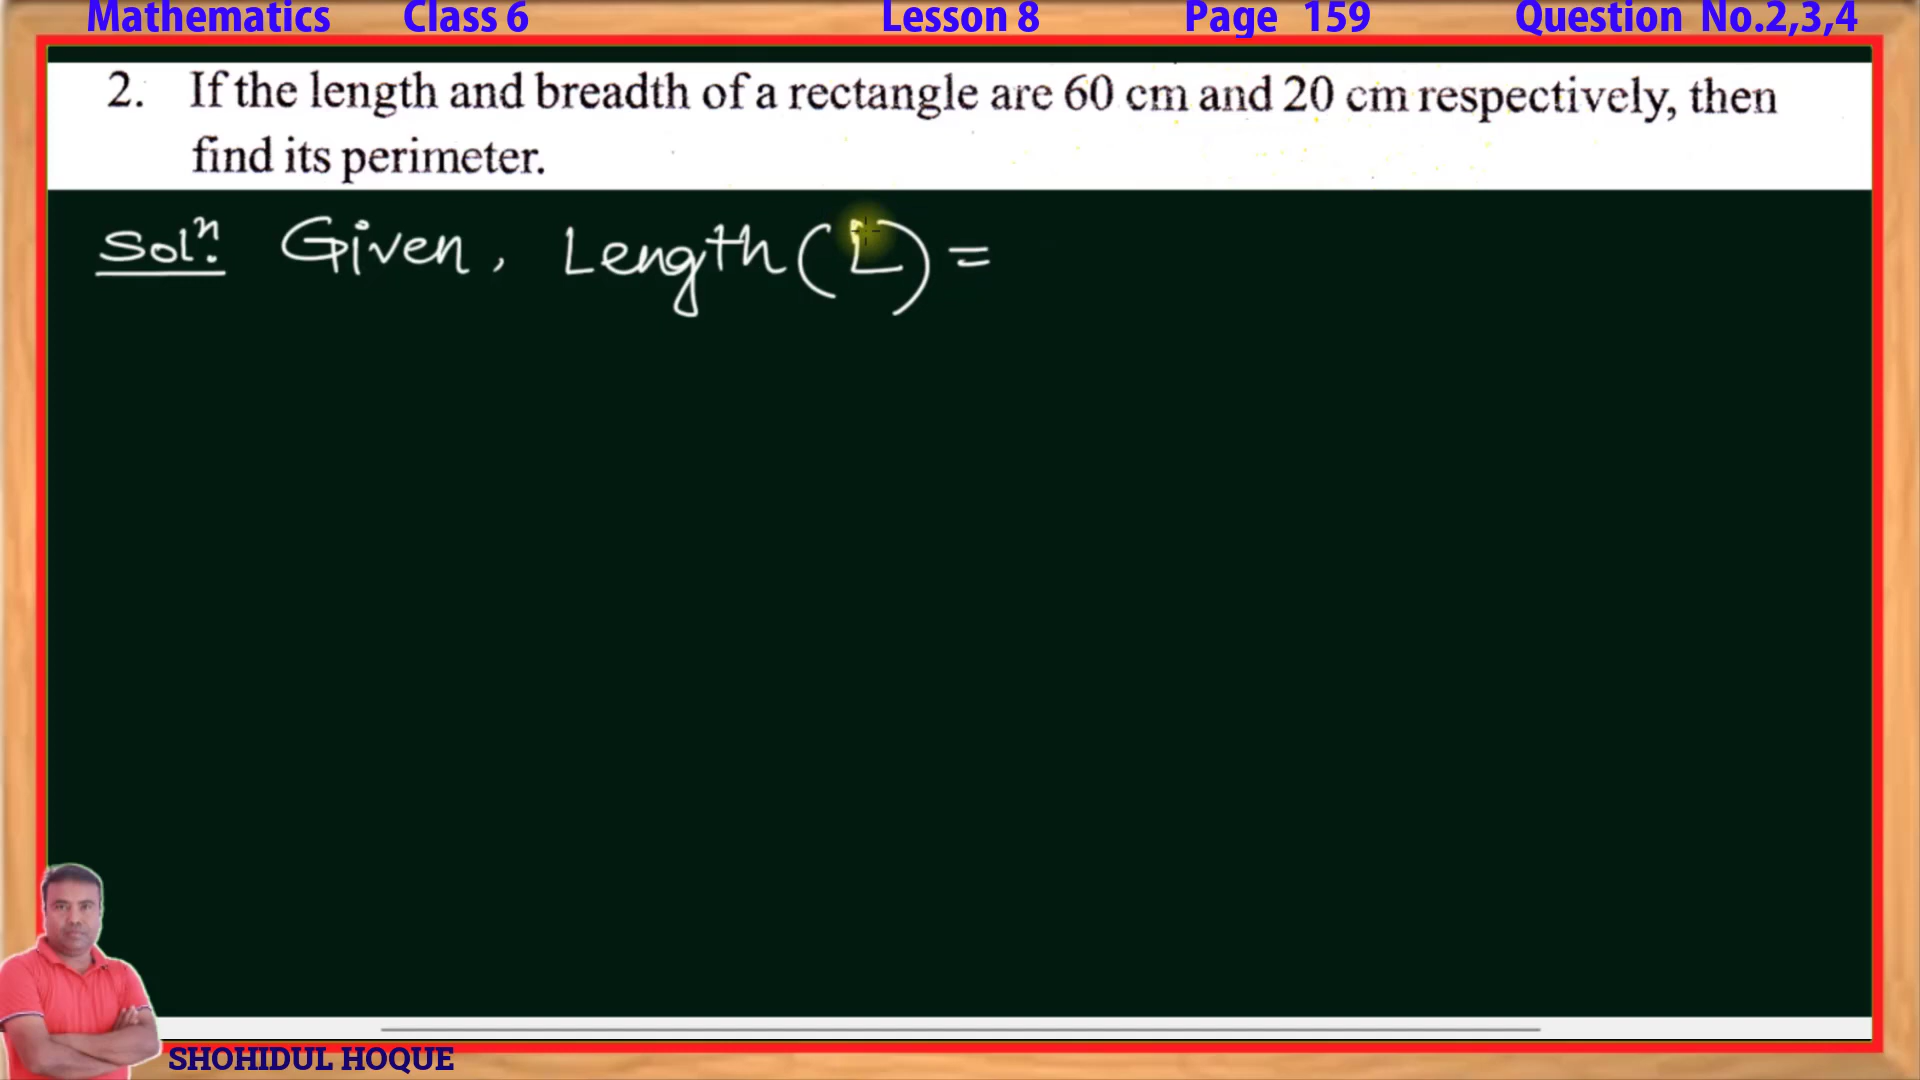 Mathematics Class 6 Lesson 8 Page 159 Question No.2,3,4
2. If the length and breadth of a rectangle are 60 cm and 20 cm respectively, then
find its perimeter.
Solⁿ: Given, Length (L) =
SHOHIDUL HOQUE